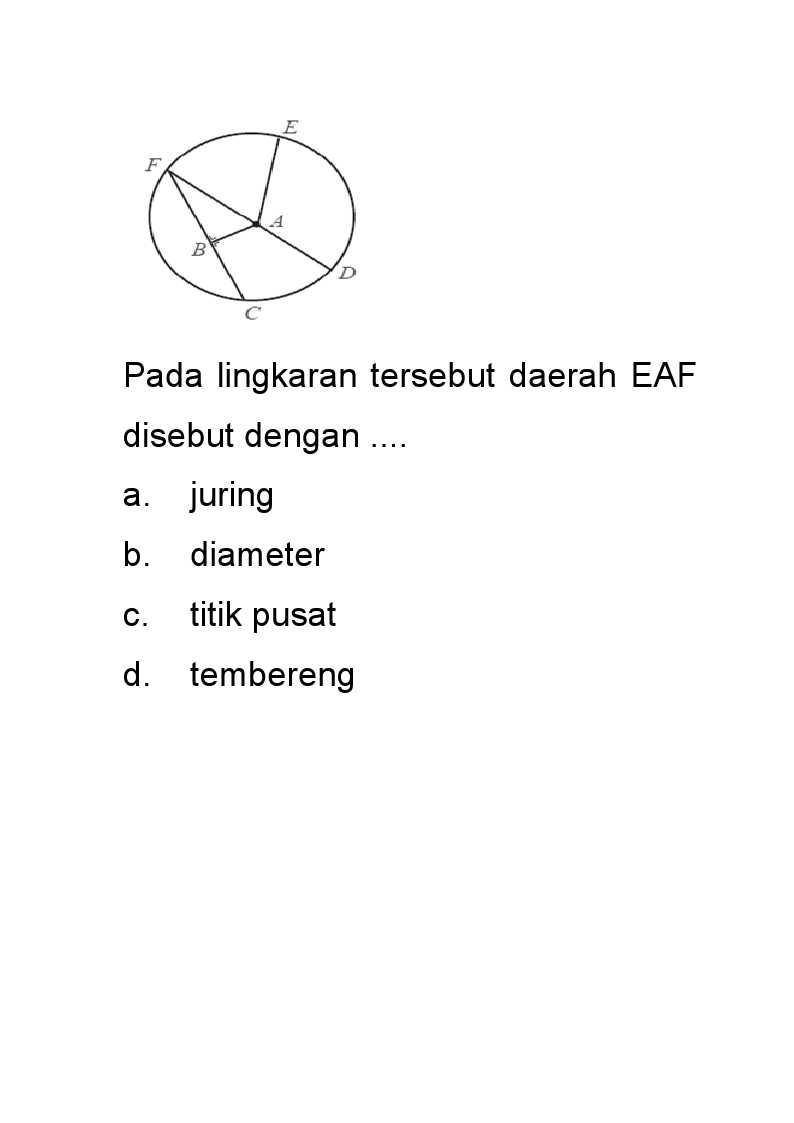 E
F
A
B
D
C
Pada lingkaran tersebut daerah EAF
disebut dengan ....
a. juring
b. diameter
c. titik pusat
d. tembereng